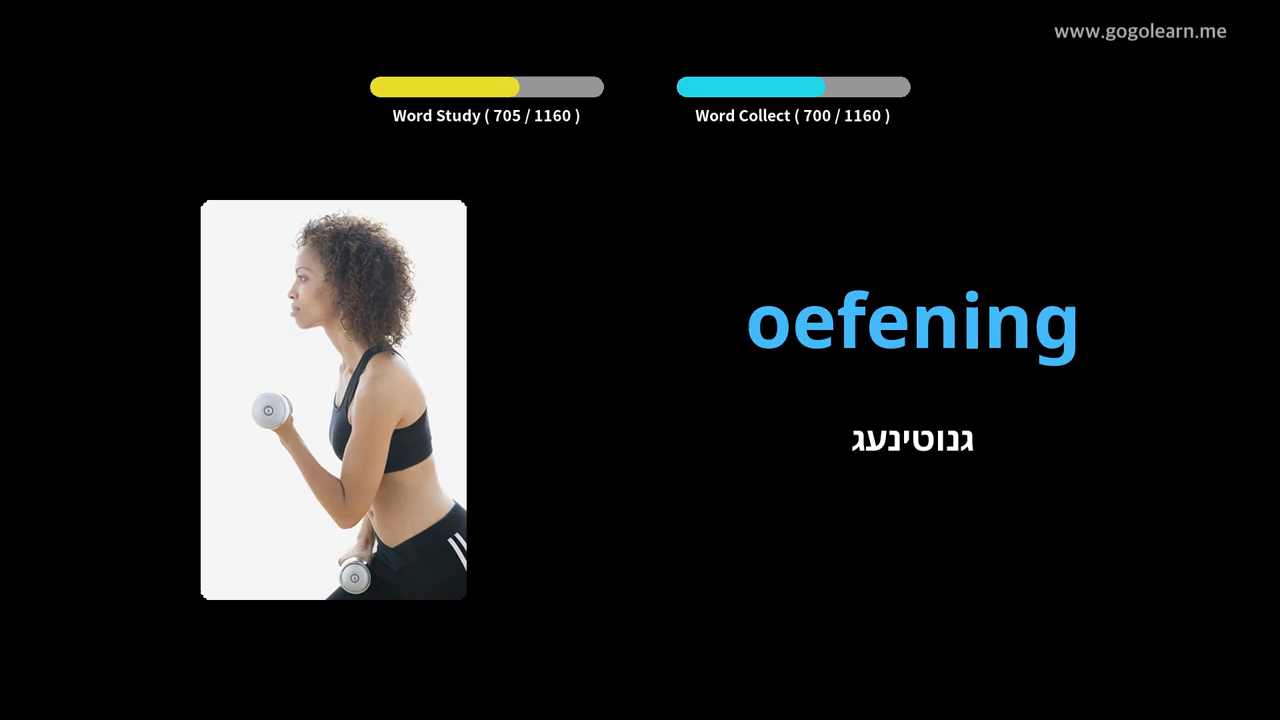 www.gogolearn.me
Word Study ( 705 / 1160 )
Word Collect ( 700 / 1160 )
oefening
גנוטינעג